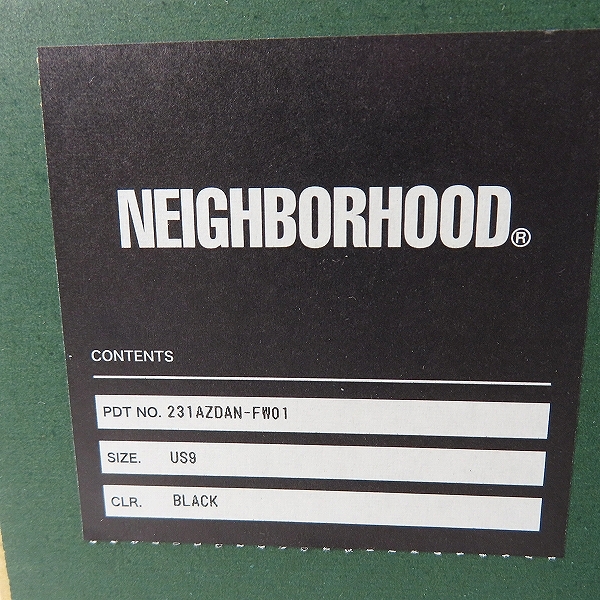 NEIGHBORHOOD®
CONTENTS
PDT NO. 231AZDAN-FW01
SIZE. US9
CLR. BLACK